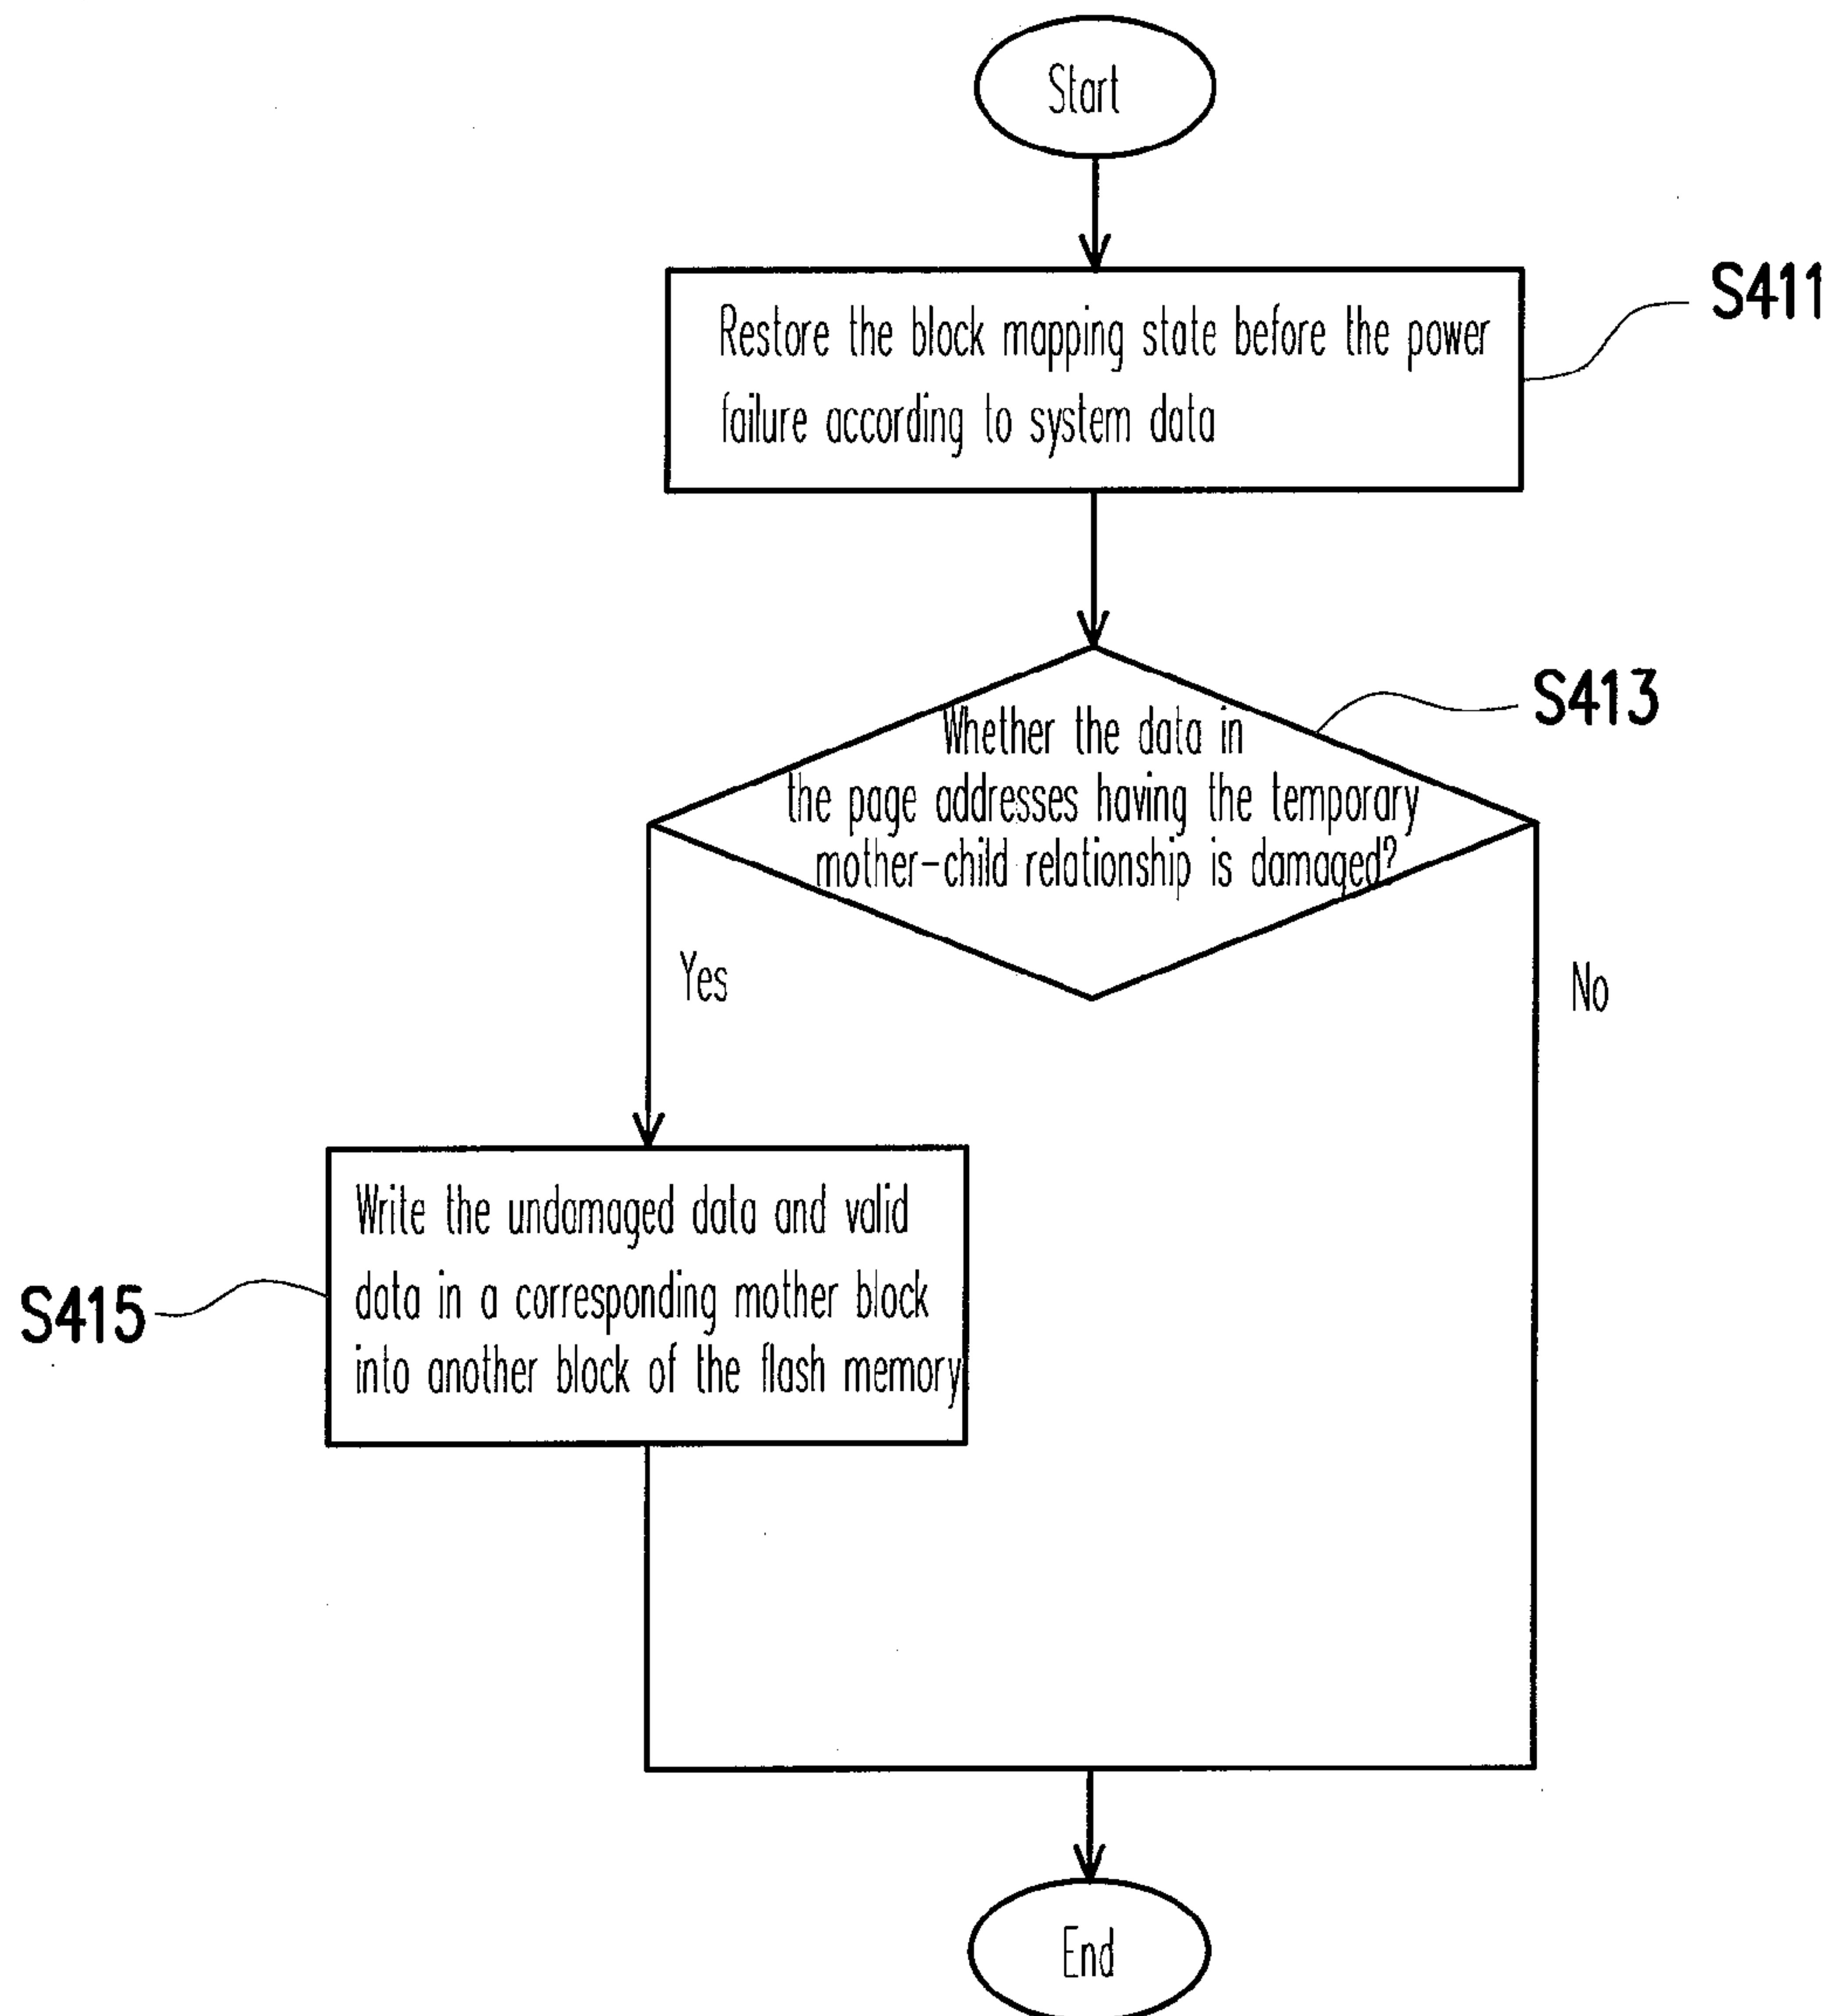 Start
Restore the block mapping state before the power
failure according to system data
S411
Whether the data in
the page addresses having the temporary
mother-child relationship is damaged?
S413
Yes
No
Write the undamaged data and valid
data in a corresponding mother block
into another block of the flash memory
S415
End